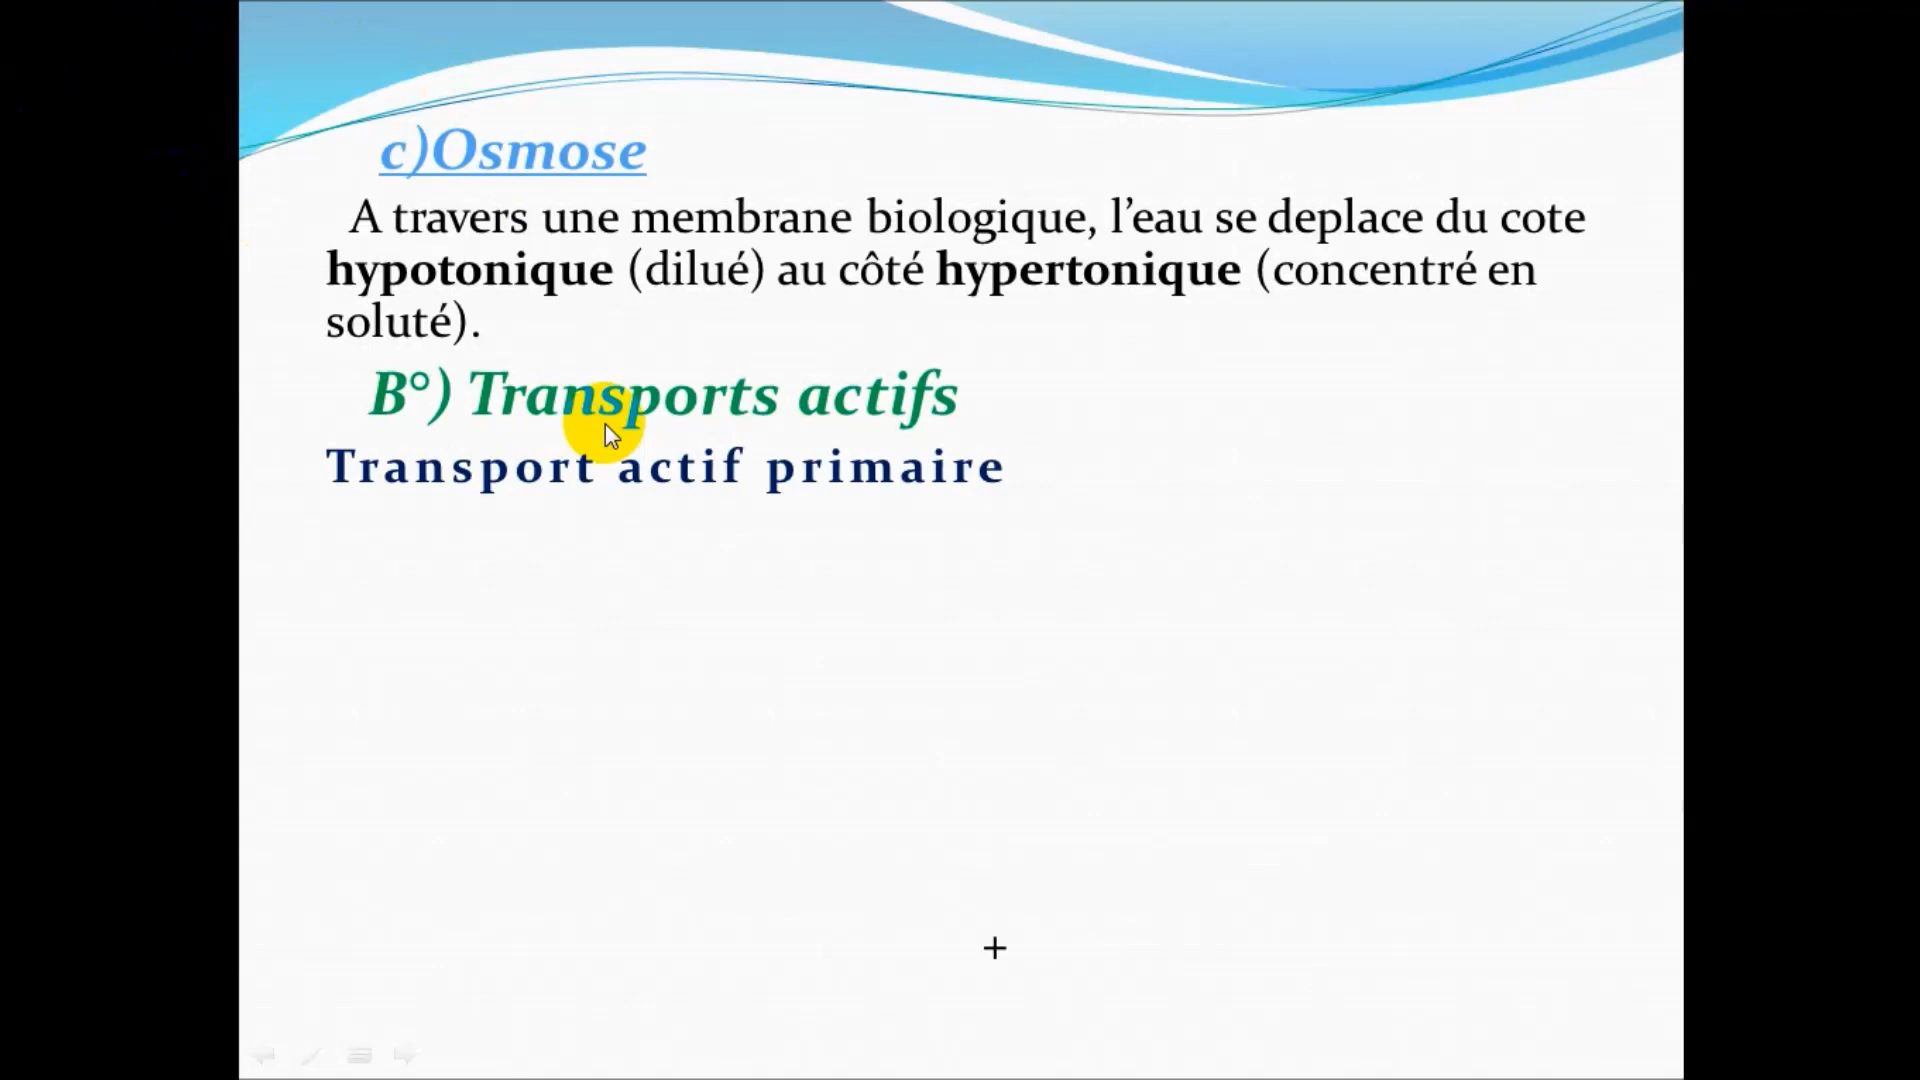 c)Osmose
A travers une membrane biologique, l’eau se deplace du cote
hypotonique (dilué) au côté hypertonique (concentré en
soluté).
B°) Transports actifs
Transport actif primaire
+